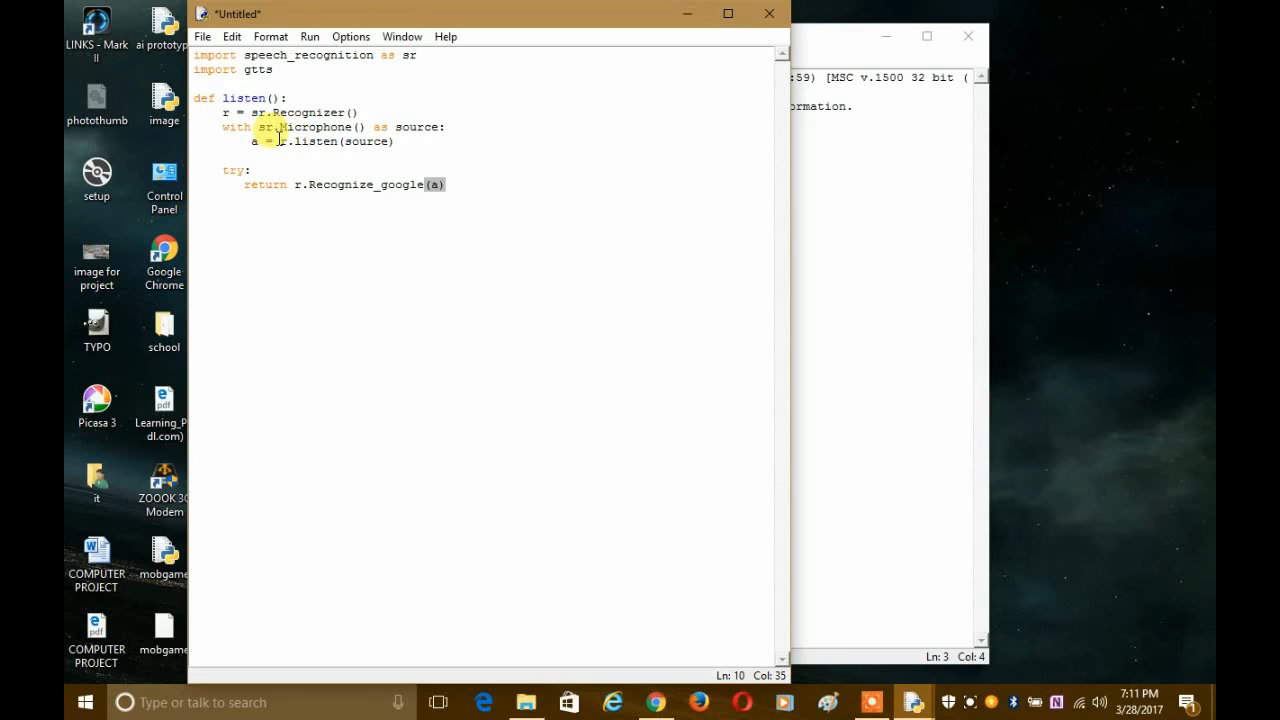 *Untitled*
File Edit Format Run Options Window Help
import speech_recognition as sr
import gtts
def listen():
r = sr.Recognizer()
with sr.Microphone() as source:
a = r.listen(source)
try:
return r.Recognize_google(a)
Ln: 10 Col: 35
:59) [MSC v.1500 32 bit (
ormation.
Ln: 3 Col: 4
LINKS - Mark
II
ai prototyp
photothumb
image
setup
Control
Panel
image for
project
Google
Chrome
TYPO
school
Picasa 3
Learning_P
dl.com)
it
ZOOOK 3G
Modem
COMPUTER
PROJECT
mobgame
COMPUTER
PROJECT
mobgame
Type or talk to search
7:11 PM
3/28/2017